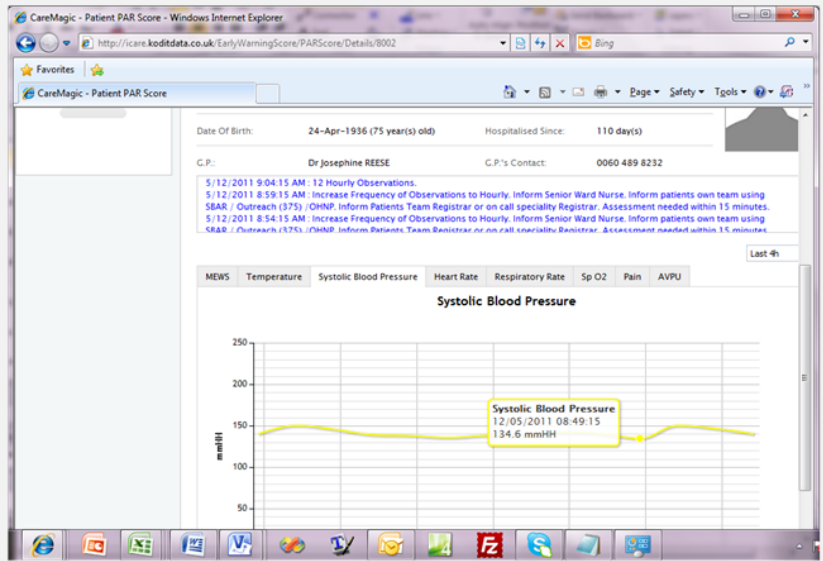 CareMagic - Patient PAR Score - Windows Internet Explorer
http://icare.koditdata.co.uk/EarlyWarningScore/PARScore/Details/8002
Bing
Favorites
CareMagic - Patient PAR Score
Page Safety Tools
Date Of Birth: 24-Apr-1936 (75 year(s) old) Hospitalised Since: 110 day(s)
G.P.: Dr Josephine REESE G.P.'s Contact: 0060 489 8232
5/12/2011 9:04:15 AM : 12 Hourly Observations.
5/12/2011 8:59:15 AM : Increase Frequency of Observations to Hourly. Inform Senior Ward Nurse. Inform patients own team using
SBAR / Outreach (375) /OHNP. Inform Patients Team Registrar or on call speciality Registrar. Assessment needed within 15 minutes.
5/12/2011 8:54:15 AM : Increase Frequency of Observations to Hourly. Inform Senior Ward Nurse. Inform patients own team using
SBAR / Outreach (375) /OHNP. Inform Patients Team Registrar or on call speciality Registrar. Assessment needed within 15 minutes.
Last 4h
MEWS Temperature Systolic Blood Pressure Heart Rate Respiratory Rate Sp O2 Pain AVPU
Systolic Blood Pressure
250
200
150
100
50
mmHH
Systolic Blood Pressure
12/05/2011 08:49:15
134.6 mmHH